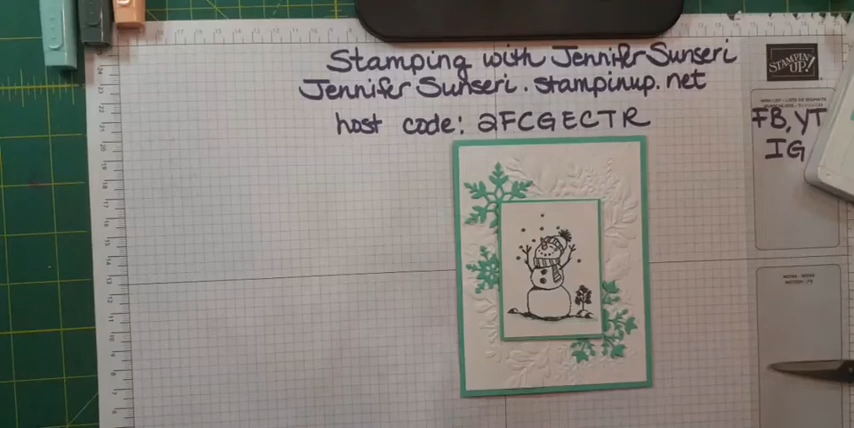 Stamping with Jennifer Sunseri
Jennifer Sunseri.stampinup.net
host code: 2FCGECTR
STAMPIN' UP!
FB, YT
IG